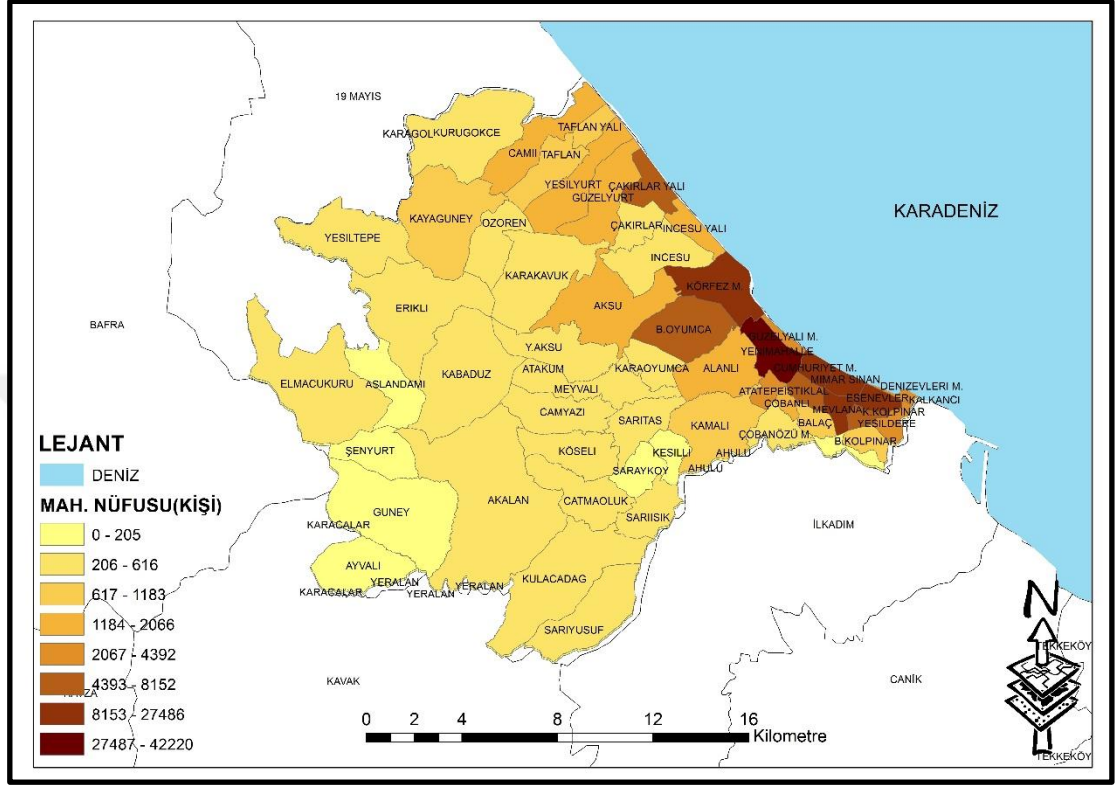 19 MAYIS
KARAGOL
KURUGOKCE
TAFLAN YALI
CAMII
TAFLAN
YESILYURT
ÇAKIRLAR YALI
GÜZELYURT
KARADENİZ
KAYAGUNEY
OZOREN
ÇAKIRLAR
INCESU YALI
YESILTEPE
INCESU
KARAKAVUK
KÖRFEZ M.
ERIKLI
AKSU
BAFRA
B.OYUMCA
GÜZELYALI M.
Y.AKSU
YENIMAHALLE
ELMACUKURU
ASLANDAMI
KABADUZ
ATAKUM
KARAOYUMCA
ALANLI
CUMHURIYET M.
MIMAR SINAN
DENIZEVLERI M.
MEYVALI
ATATEPE
ISTIKLAL
ESENEVLER
KALKANCI
ÇOBANLI
MEVLANA
K.KOLPINAR
CAMYAZI
SARITAS
KAMALI
BALAÇ
YESILDERE
ÇOBANÖZÜ M.
B.KOLPINAR
ŞENYURT
KÖSELI
KESILLI
AHULU
SARAYKOY
AHULU
AKALAN
CATMAOLUK
GUNEY
SARIISIK
İLKADIM
KARACALAR
AYVALI
KULACADAG
YERALAN
YERALAN
KARACALAR
YERALAN
SARIYUSUF
KAVAK
CANİK
TEKKEKÖY
TEKKEKÖY
LEJANT
DENİZ
MAH. NÜFUSU(KİŞİ)
0 - 205
206 - 616
617 - 1183
1184 - 2066
2067 - 4392
4393 - 8152
8153 - 27486
27487 - 42220
0 2 4 8 12 16
Kilometre
N